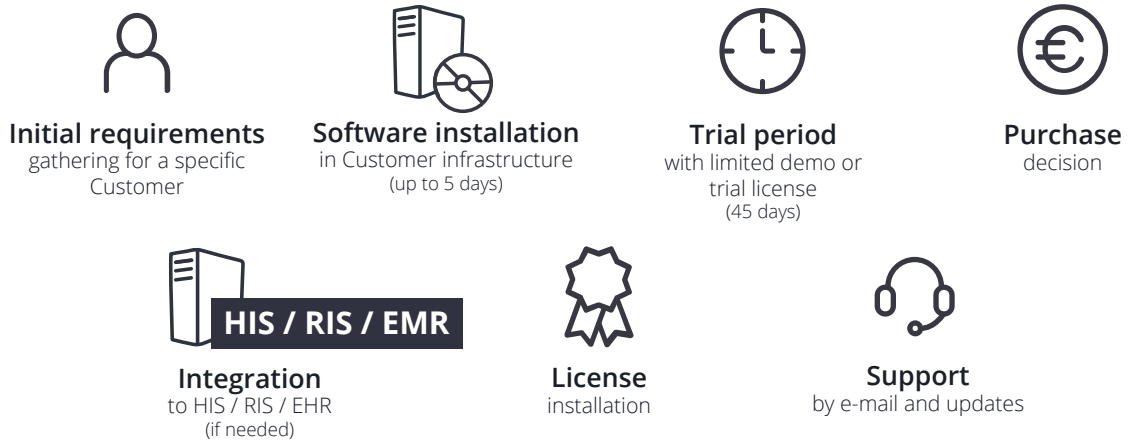 Initial requirements
gathering for a specific
Customer
Software installation
in Customer infrastructure
(up to 5 days)
Trial period
with limited demo or
trial license
(45 days)
Purchase
decision
HIS / RIS / EMR
Integration
to HIS / RIS / EHR
(if needed)
License
installation
Support
by e-mail and updates